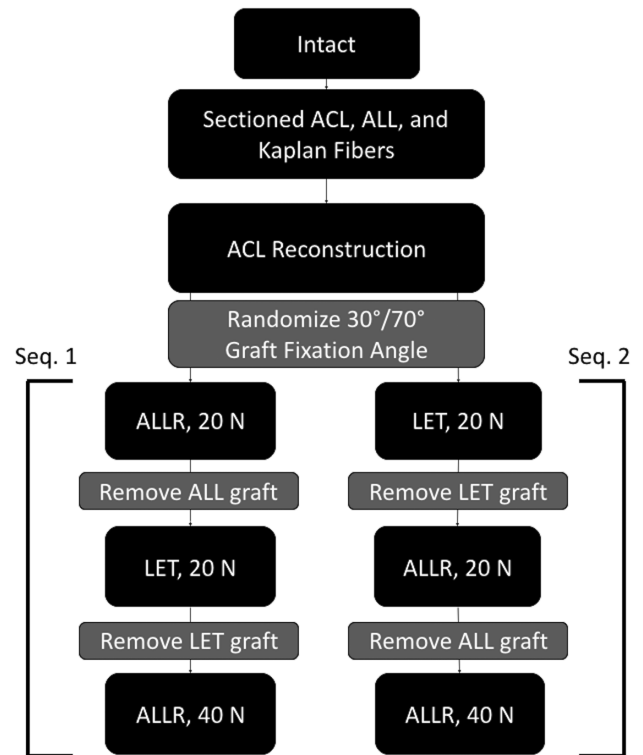 Intact
Sectioned ACL, ALL, and
Kaplan Fibers
ACL Reconstruction
Randomize 30°/70°
Graft Fixation Angle
Seq. 1
Seq. 2
ALLR, 20 N
LET, 20 N
Remove ALL graft
Remove LET graft
LET, 20 N
ALLR, 20 N
Remove LET graft
Remove ALL graft
ALLR, 40 N
ALLR, 40 N